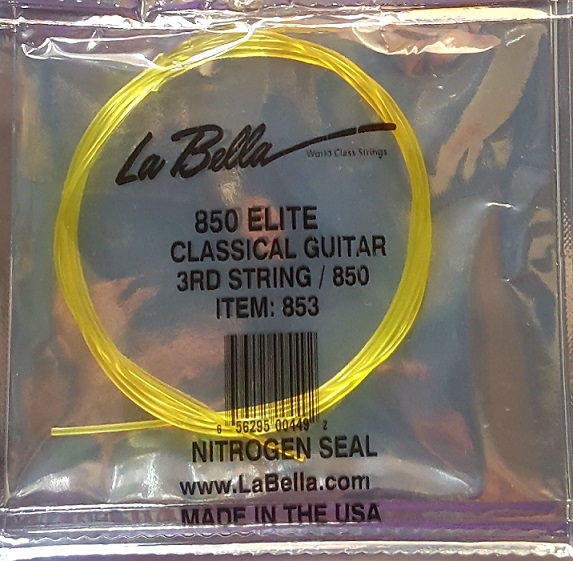 La Bella
World Class Strings
850 ELITE
CLASSICAL GUITAR
3RD STRING / 850
ITEM: 853
8 56295 00449 2
NITROGEN SEAL
www.LaBella.com
MADE IN THE USA